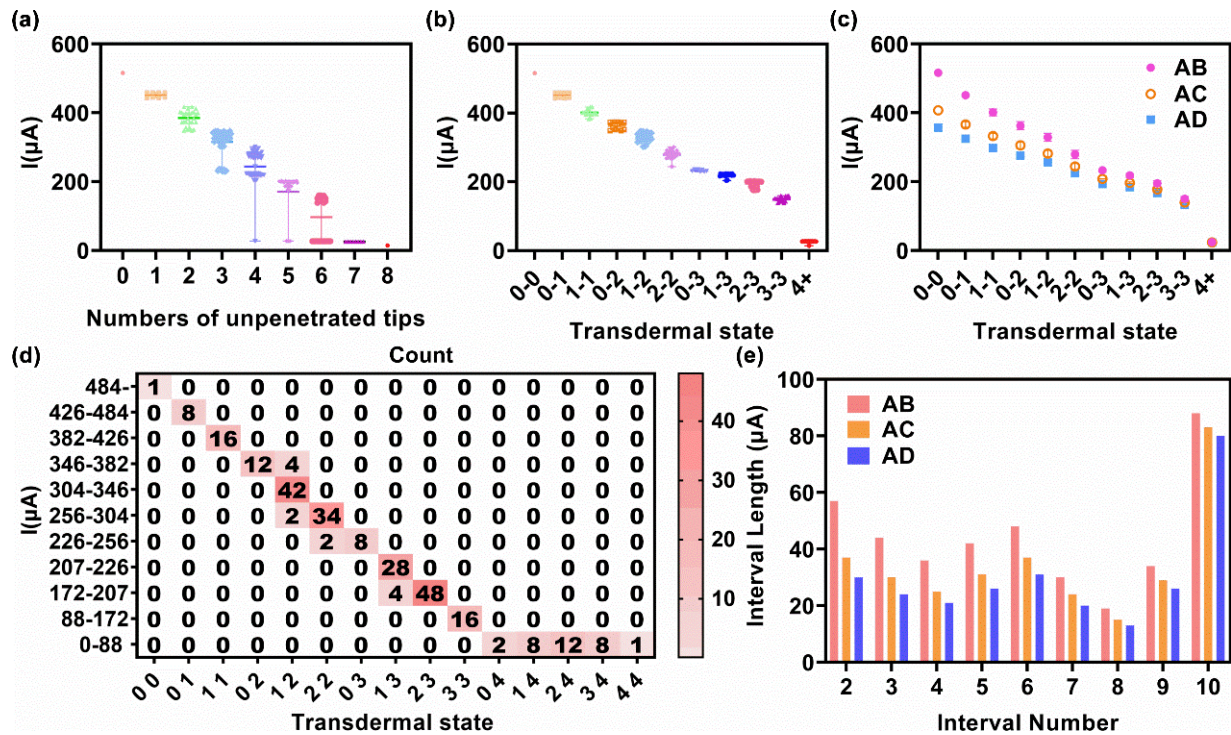 (a)
600
400
200
0
I(μA)
0 1 2 3 4 5 6 7 8
Numbers of unpenetrated tips
(b)
600
400
200
0
I(μA)
0-0 0-1 1-1 0-2 1-2 2-2 0-3 1-3 2-3 3-3 4+
Transdermal state
(c)
600
400
200
0
I(μA)
AB
AC
AD
0-0 0-1 1-1 0-2 1-2 2-2 0-3 1-3 2-3 3-3 4+
Transdermal state
(d)
Count
I(μA)
484- 1 0 0 0 0 0 0 0 0 0 0 0 0 0 0
426-484 0 8 0 0 0 0 0 0 0 0 0 0 0 0 0
382-426 0 0 16 0 0 0 0 0 0 0 0 0 0 0 0
346-382 0 0 0 12 4 0 0 0 0 0 0 0 0 0 0
304-346 0 0 0 0 42 0 0 0 0 0 0 0 0 0 0
256-304 0 0 0 0 2 34 0 0 0 0 0 0 0 0 0
226-256 0 0 0 0 0 2 8 0 0 0 0 0 0 0 0
207-226 0 0 0 0 0 0 0 28 0 0 0 0 0 0 0
172-207 0 0 0 0 0 0 0 4 48 0 0 0 0 0 0
88-172 0 0 0 0 0 0 0 0 0 16 0 0 0 0 0
0-88 0 0 0 0 0 0 0 0 0 0 2 8 12 8 1
0 0 0 1 1 1 0 2 1 2 2 2 0 3 1 3 2 3 3 3 0 4 1 4 2 4 3 4 4 4
Transdermal state
40
30
20
10
(e)
100
80
60
40
20
0
Interval Length (μA)
AB
AC
AD
2 3 4 5 6 7 8 9 10
Interval Number